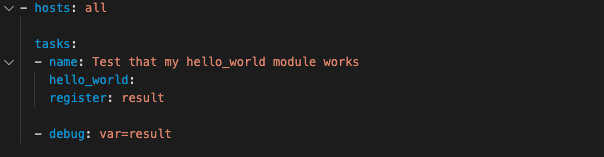 - hosts: all
tasks:
- name: Test that my hello_world module works
hello_world:
register: result
- debug: var=result